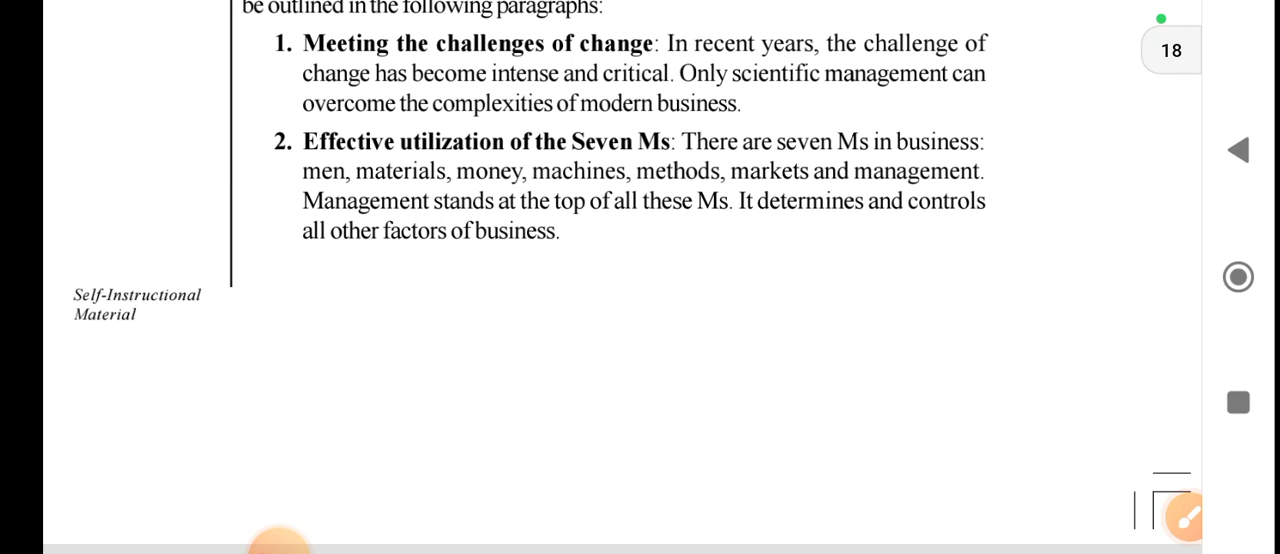 be outlined in the following paragraphs:
1. Meeting the challenges of change: In recent years, the challenge of
change has become intense and critical. Only scientific management can
overcome the complexities of modern business.
2. Effective utilization of the Seven Ms: There are seven Ms in business:
men, materials, money, machines, methods, markets and management.
Management stands at the top of all these Ms. It determines and controls
all other factors of business.
Self-Instructional
Material
18